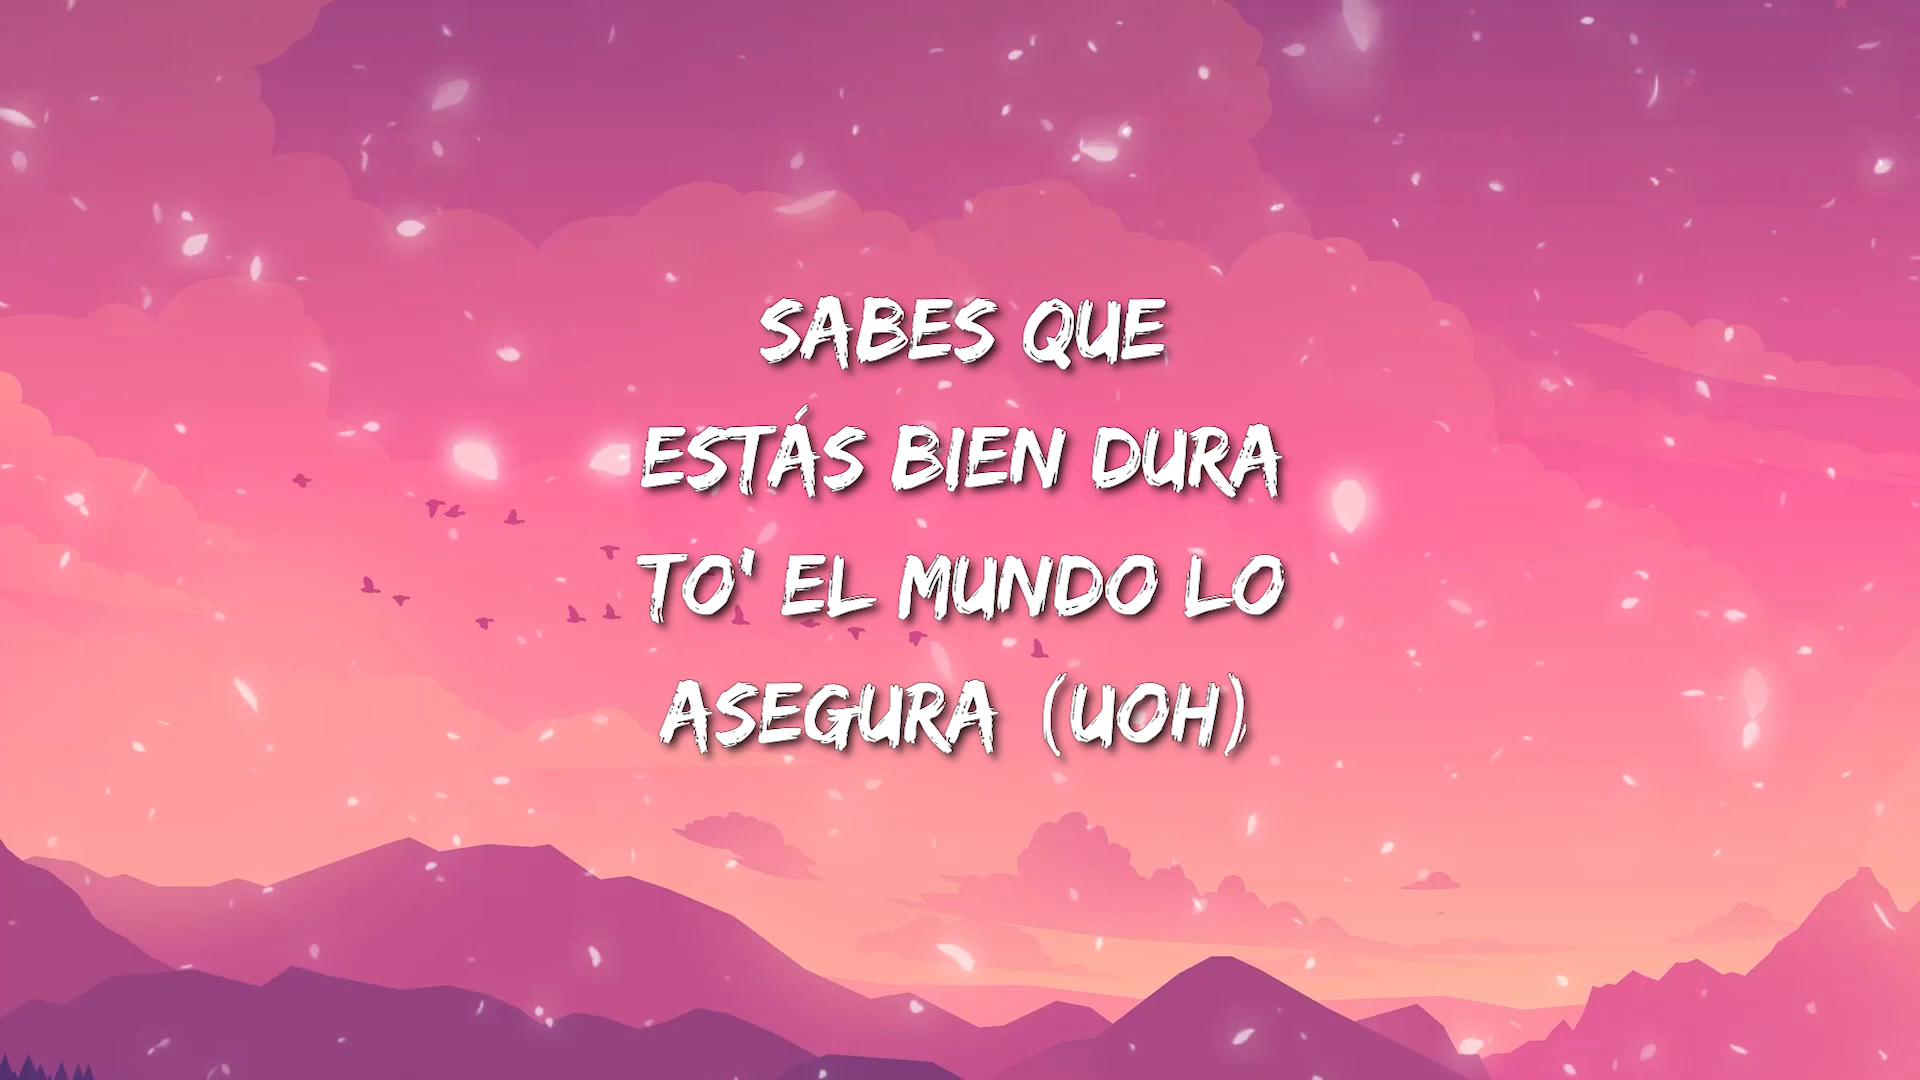 SABES QUE
ESTÁS BIEN DURA
TO' EL MUNDO LO
ASEGURA (UOH)